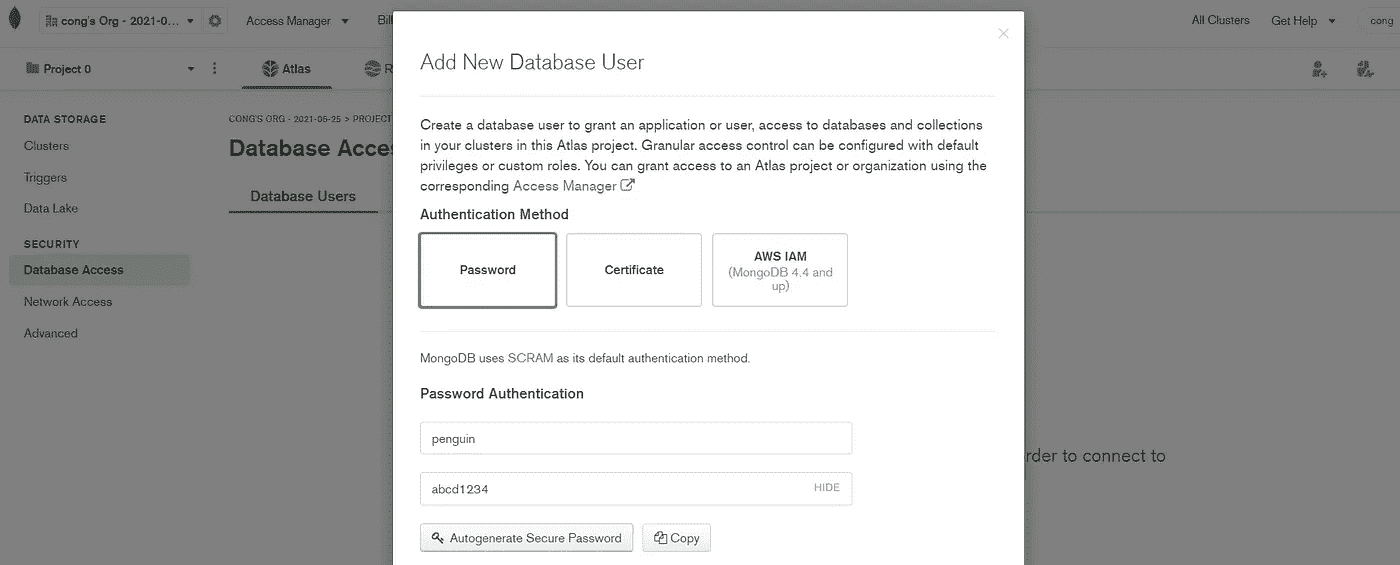 cong's Org - 2021-0...
Access Manager
Bil
All Clusters
Get Help
cong
Project 0
Atlas
R
DATA STORAGE
Clusters
Triggers
Data Lake
SECURITY
Database Access
Network Access
Advanced
CONG'S ORG - 2021-05-25 > PROJECT
Database Acce
Database Users
rder to connect to
Add New Database User
Create a database user to grant an application or user, access to databases and collections
in your clusters in this Atlas project. Granular access control can be configured with default
privileges or custom roles. You can grant access to an Atlas project or organization using the
corresponding Access Manager
Authentication Method
Password
Certificate
AWS IAM
(MongoDB 4.4 and
up)
MongoDB uses SCRAM as its default authentication method.
Password Authentication
penguin
abcd1234
HIDE
Autogenerate Secure Password
Copy